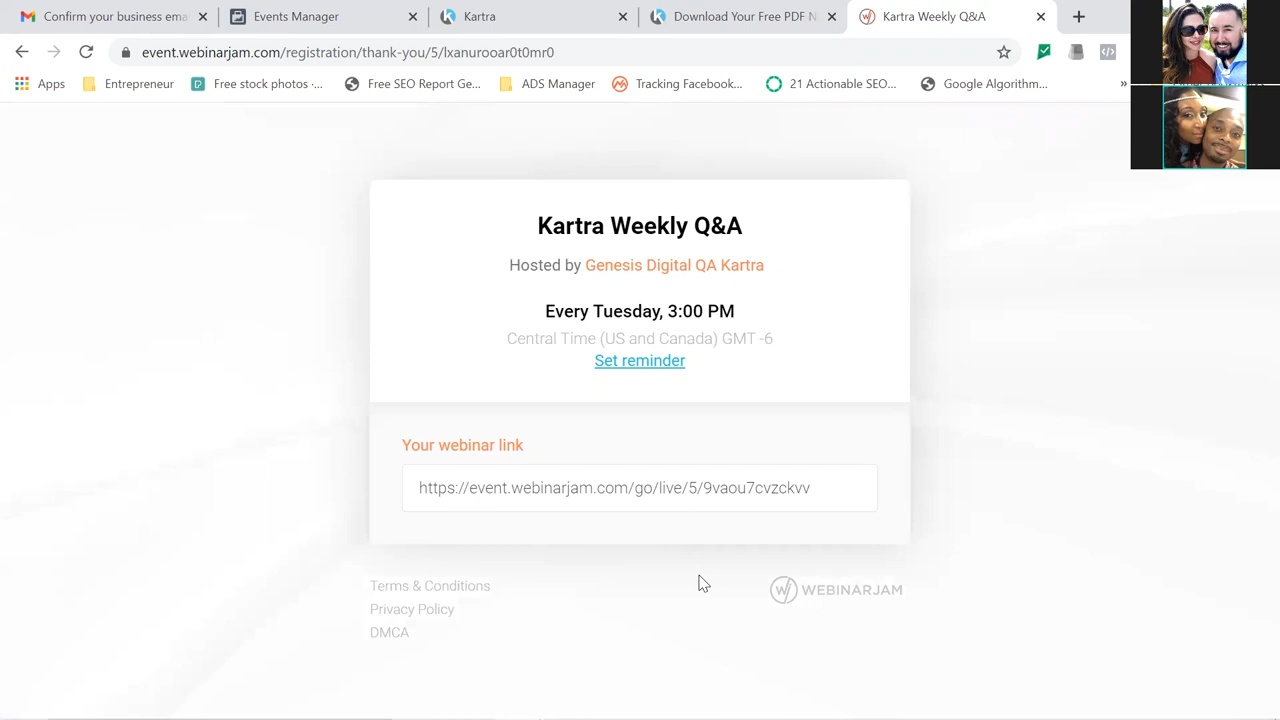 Confirm your business ema
Events Manager
Kartra
Download Your Free PDF N
Kartra Weekly Q&A
event.webinarjam.com/registration/thank-you/5/lxanurooar0t0mr0
Apps
Entrepreneur
Free stock photos ·...
Free SEO Report Ca...
ADS Manager
Tracking Facebook...
21 Actionable SEO...
Google Algorithm...
»
Kartra Weekly Q&A
Hosted by Genesis Digital QA Kartra
Every Tuesday, 3:00 PM
Central Time (US and Canada) GMT -6
Set reminder
Your webinar link
https://event.webinarjam.com/go/live/5/9vaou7cvzckvv
Terms & Conditions
WEBINARJAM
Privacy Policy
DMCA